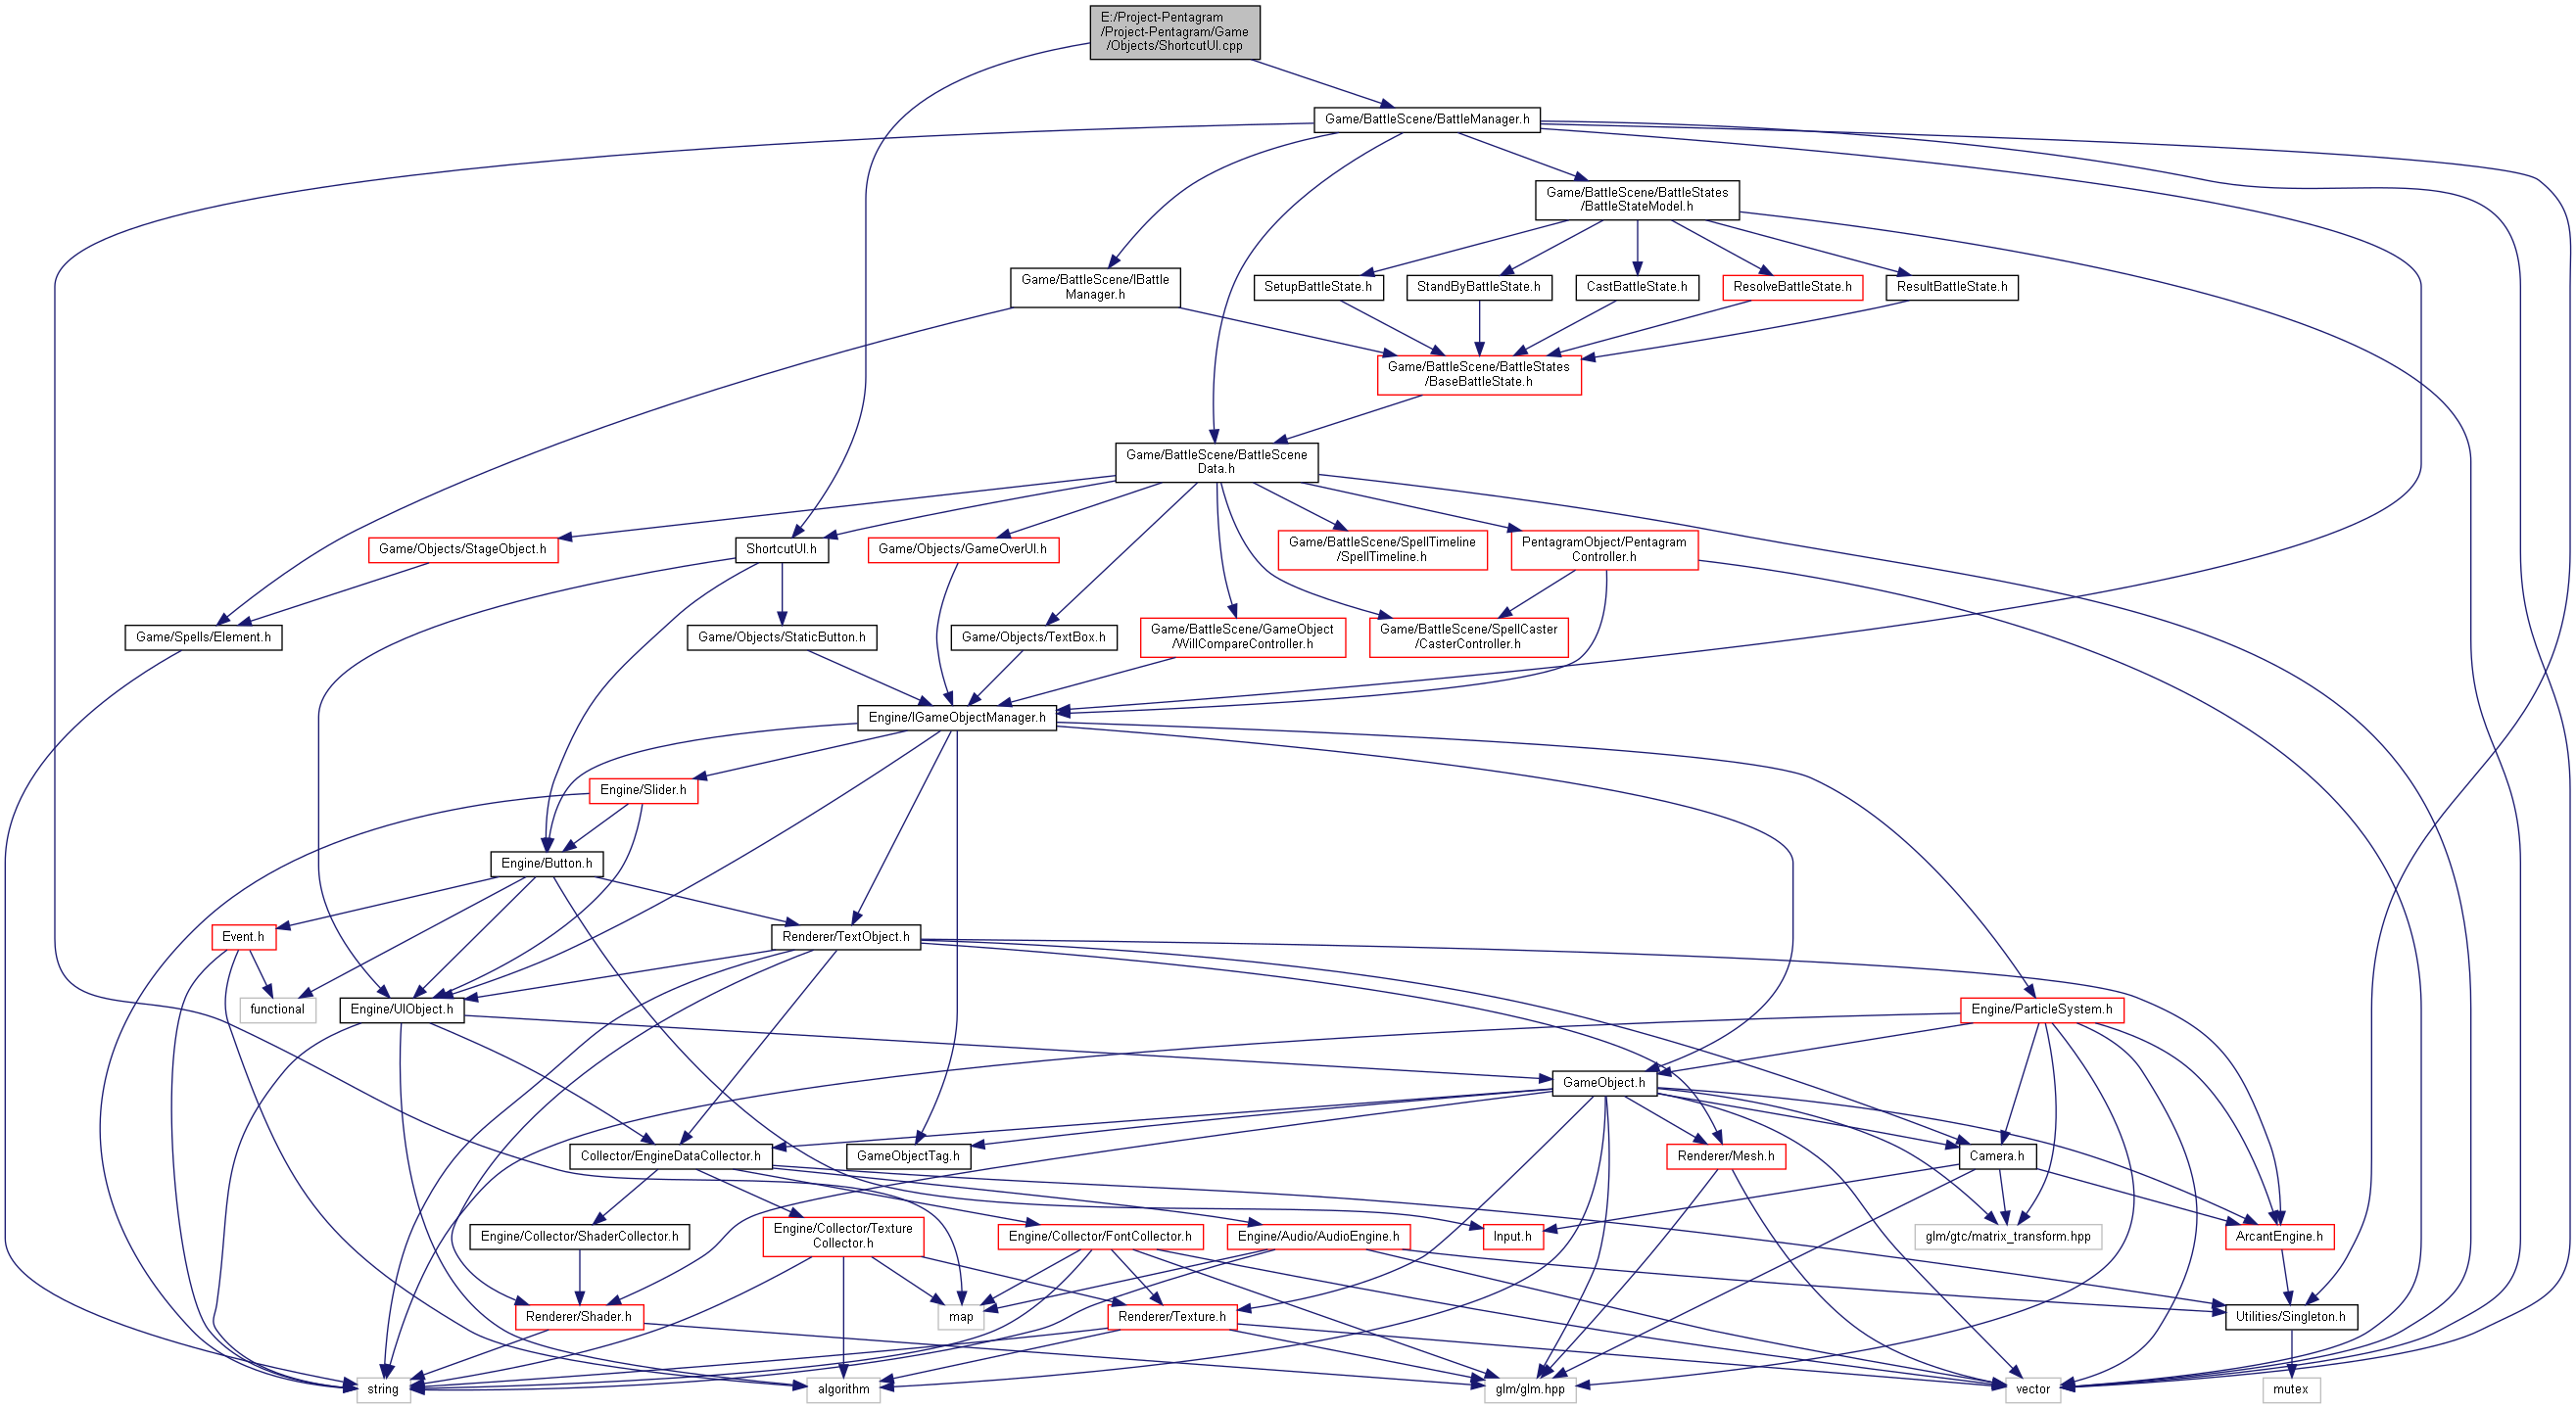 E:/Project-Pentagram
/Project-Pentagram/Game
/Objects/ShortcutUI.cpp
Game/BattleScene/BattleManager.h
Game/BattleScene/BattleStates
/BattleStateModel.h
Game/BattleScene/IBattle
Manager.h
SetupBattleState.h
StandByBattleState.h
CastBattleState.h
ResolveBattleState.h
ResultBattleState.h
Game/BattleScene/BattleStates
/BaseBattleState.h
Game/BattleScene/BattleScene
Data.h
Game/Objects/StageObject.h
ShortcutUI.h
Game/Objects/GameOverUI.h
Game/BattleScene/SpellTimeline
/SpellTimeline.h
PentagramObject/Pentagram
Controller.h
Game/Spells/Element.h
Game/Objects/StaticButton.h
Game/Objects/TextBox.h
Game/BattleScene/GameObject
/WillCompareController.h
Game/BattleScene/SpellCaster
/CasterController.h
Engine/IGameObjectManager.h
Engine/Slider.h
Engine/Button.h
Event.h
Renderer/TextObject.h
functional
Engine/UIObject.h
Engine/ParticleSystem.h
GameObject.h
Collector/EngineDataCollector.h
GameObjectTag.h
Renderer/Mesh.h
Camera.h
Engine/Collector/ShaderCollector.h
Engine/Collector/Texture
Collector.h
Engine/Collector/FontCollector.h
Engine/Audio/AudioEngine.h
Input.h
glm/gtc/matrix_transform.hpp
ArcantEngine.h
Renderer/Shader.h
map
Renderer/Texture.h
Utilities/Singleton.h
string
algorithm
glm/glm.hpp
vector
mutex